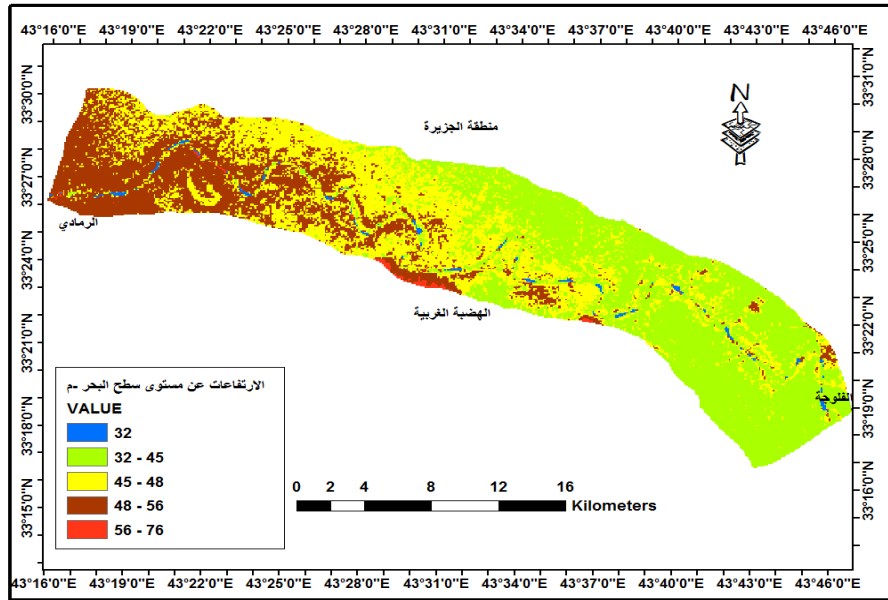 43°16'0"E 43°19'0"E 43°22'0"E 43°25'0"E 43°28'0"E 43°31'0"E 43°34'0"E 43°37'0"E 43°40'0"E 43°43'0"E 43°46'0"E
33°30'0"N
33°27'0"N
33°24'0"N
33°21'0"N
33°18'0"N
33°15'0"N
33°31'0"N
33°28'0"N
33°25'0"N
33°22'0"N
33°19'0"N
33°16'0"N
N
منطقة الجزيرة
الرمادي
الهضبة الغربية
الفلوجة
الارتفاعات عن مستوى سطح البحر -م
VALUE
32
32 - 45
45 - 48
48 - 56
56 - 76
0 2 4 8 12 16
Kilometers
43°16'0"E 43°19'0"E 43°22'0"E 43°25'0"E 43°28'0"E 43°31'0"E 43°34'0"E 43°37'0"E 43°40'0"E 43°43'0"E 43°46'0"E